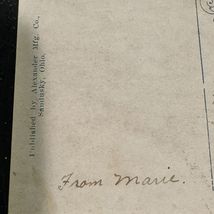 Published by Alexander Mfg. Co.,
Sandusky, Ohio.
From Marie.